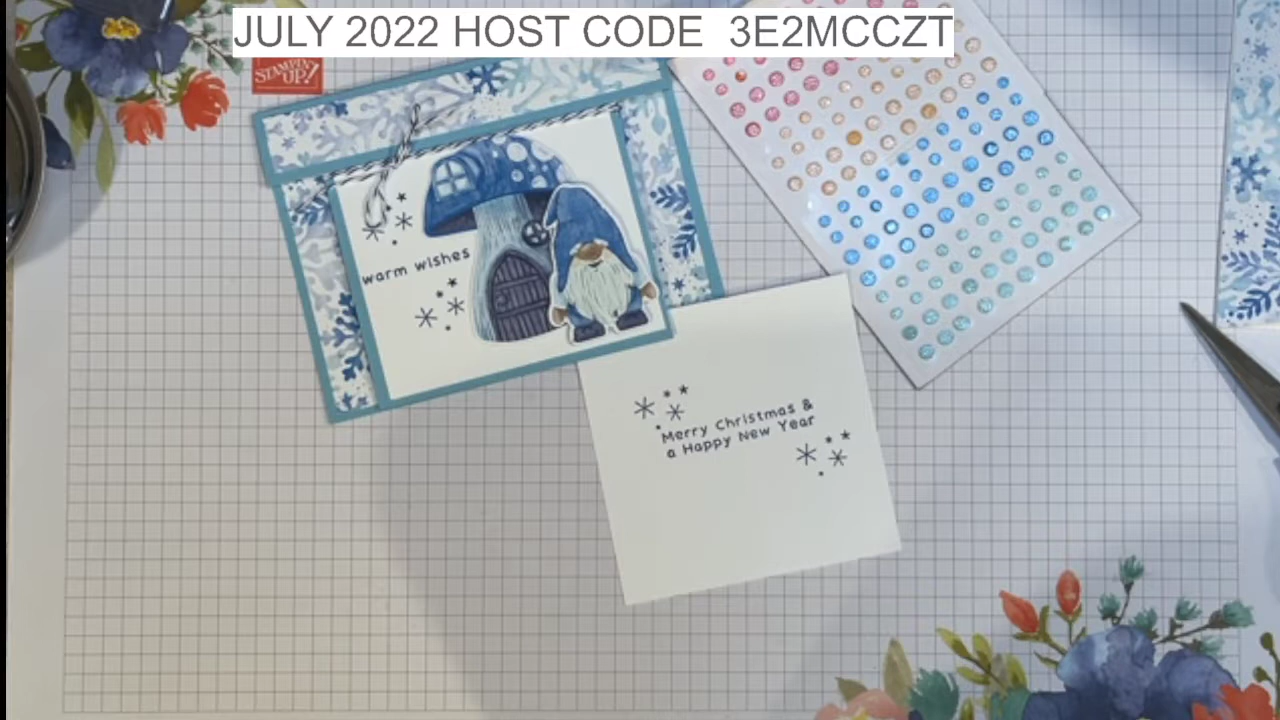 JULY 2022 HOST CODE 3E2MCCZT
STAMPIN' UP!
warm wishes
Merry Christmas &
a Happy New Year